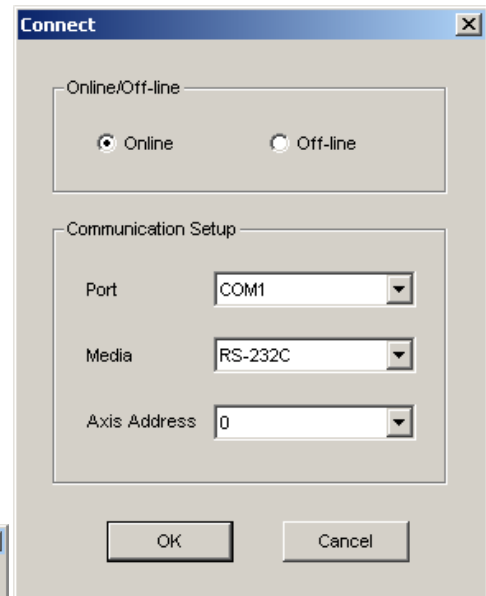 Connect
Online/Off-line
Online Off-line
Communication Setup
Port COM1
Media RS-232C
Axis Address 0
OK Cancel